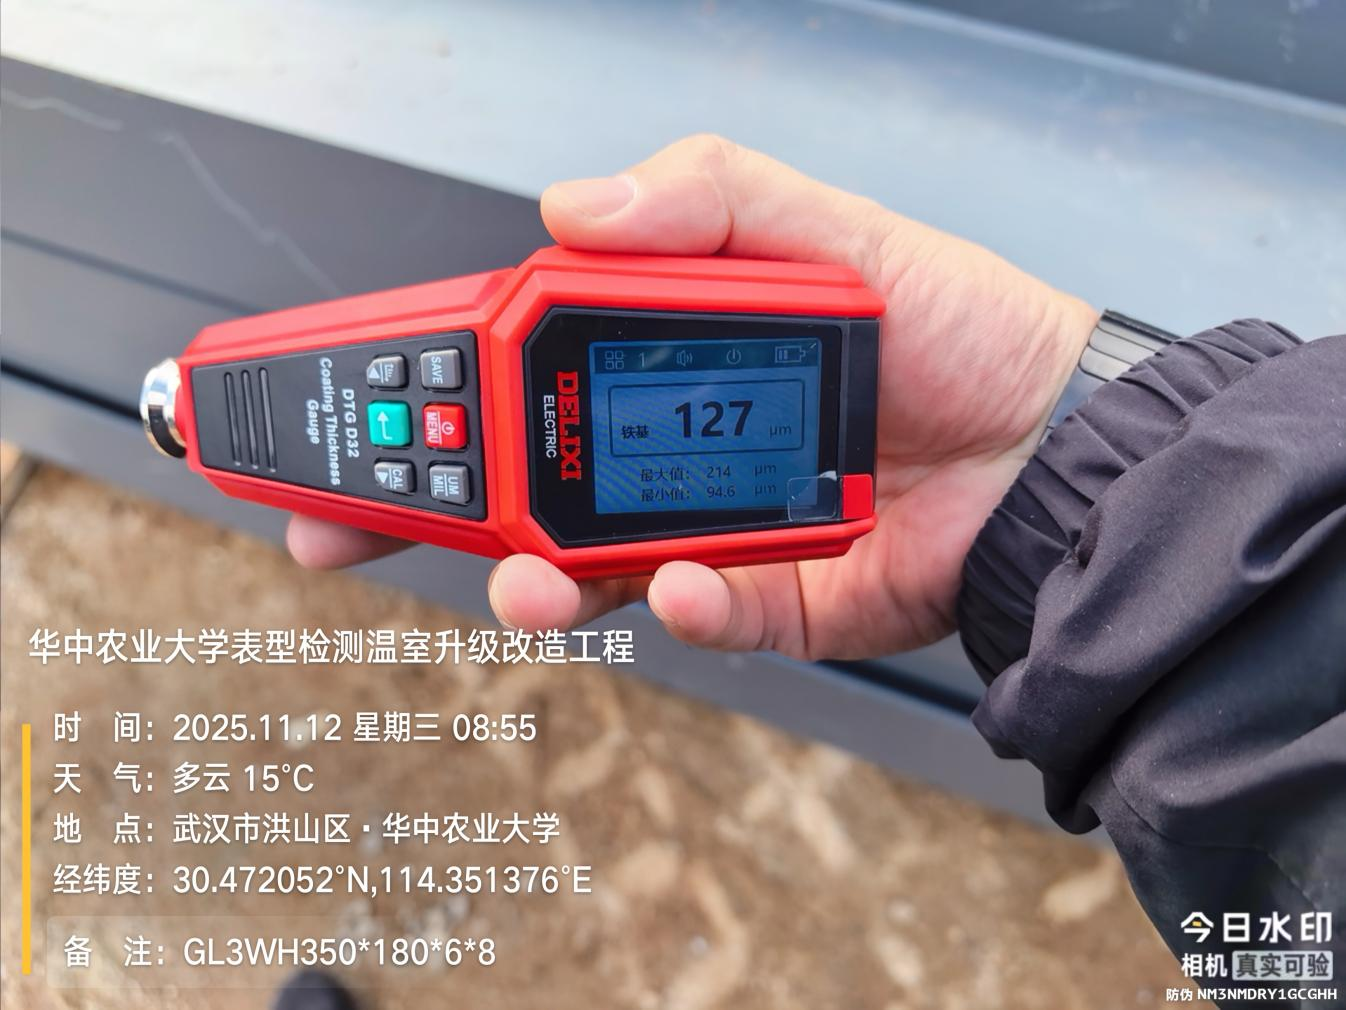 1
铁基 127 μm
最大值: 214 μm
最小值: 94.6 μm
DELIXI
ELECTRIC
SAVE
MENU
UM
MIL
CAL
DTG D32
Coating Thickness
Gauge
华中农业大学表型检测温室升级改造工程
时 间: 2025.11.12 星期三 08:55
天 气: 多云 15°C
地 点: 武汉市洪山区·华中农业大学
经纬度: 30.472052°N,114.351376°E
备 注: GL3WH350*180*6*8
今日水印
相机 真实可验
防伪 NM3NMDRY1GCGHH